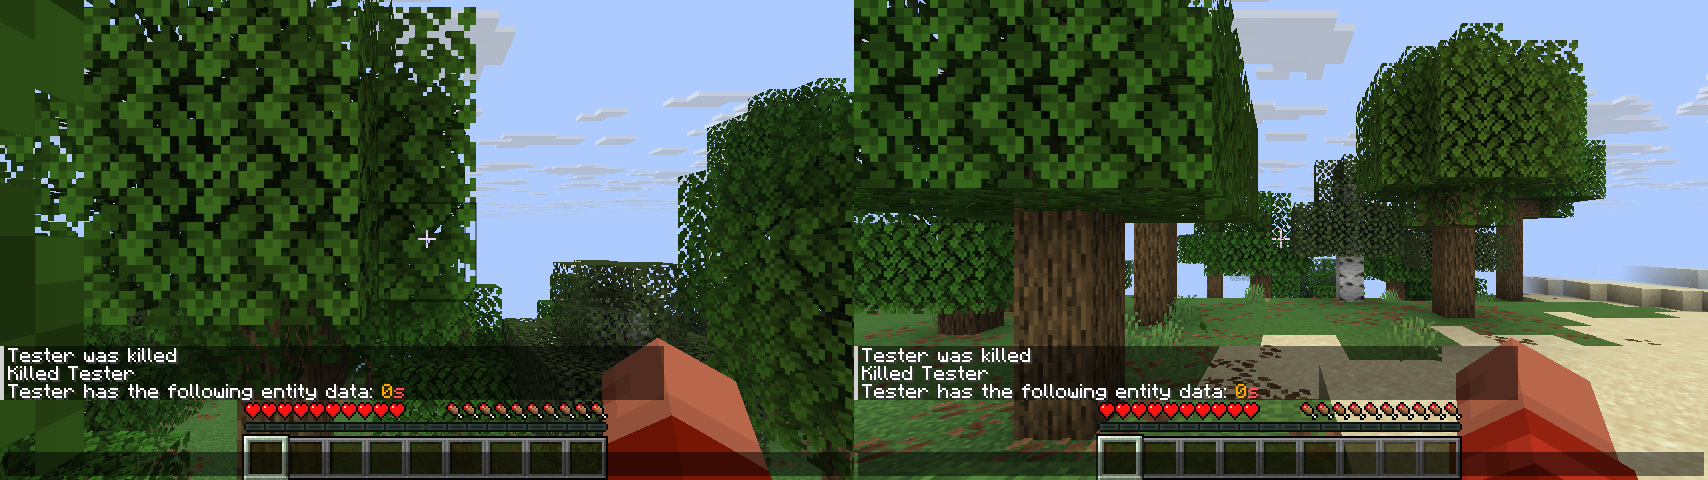 Tester was killed
Killed Tester
Tester has the following entity data: 0s
Tester was killed
Killed Tester
Tester has the following entity data: 0s